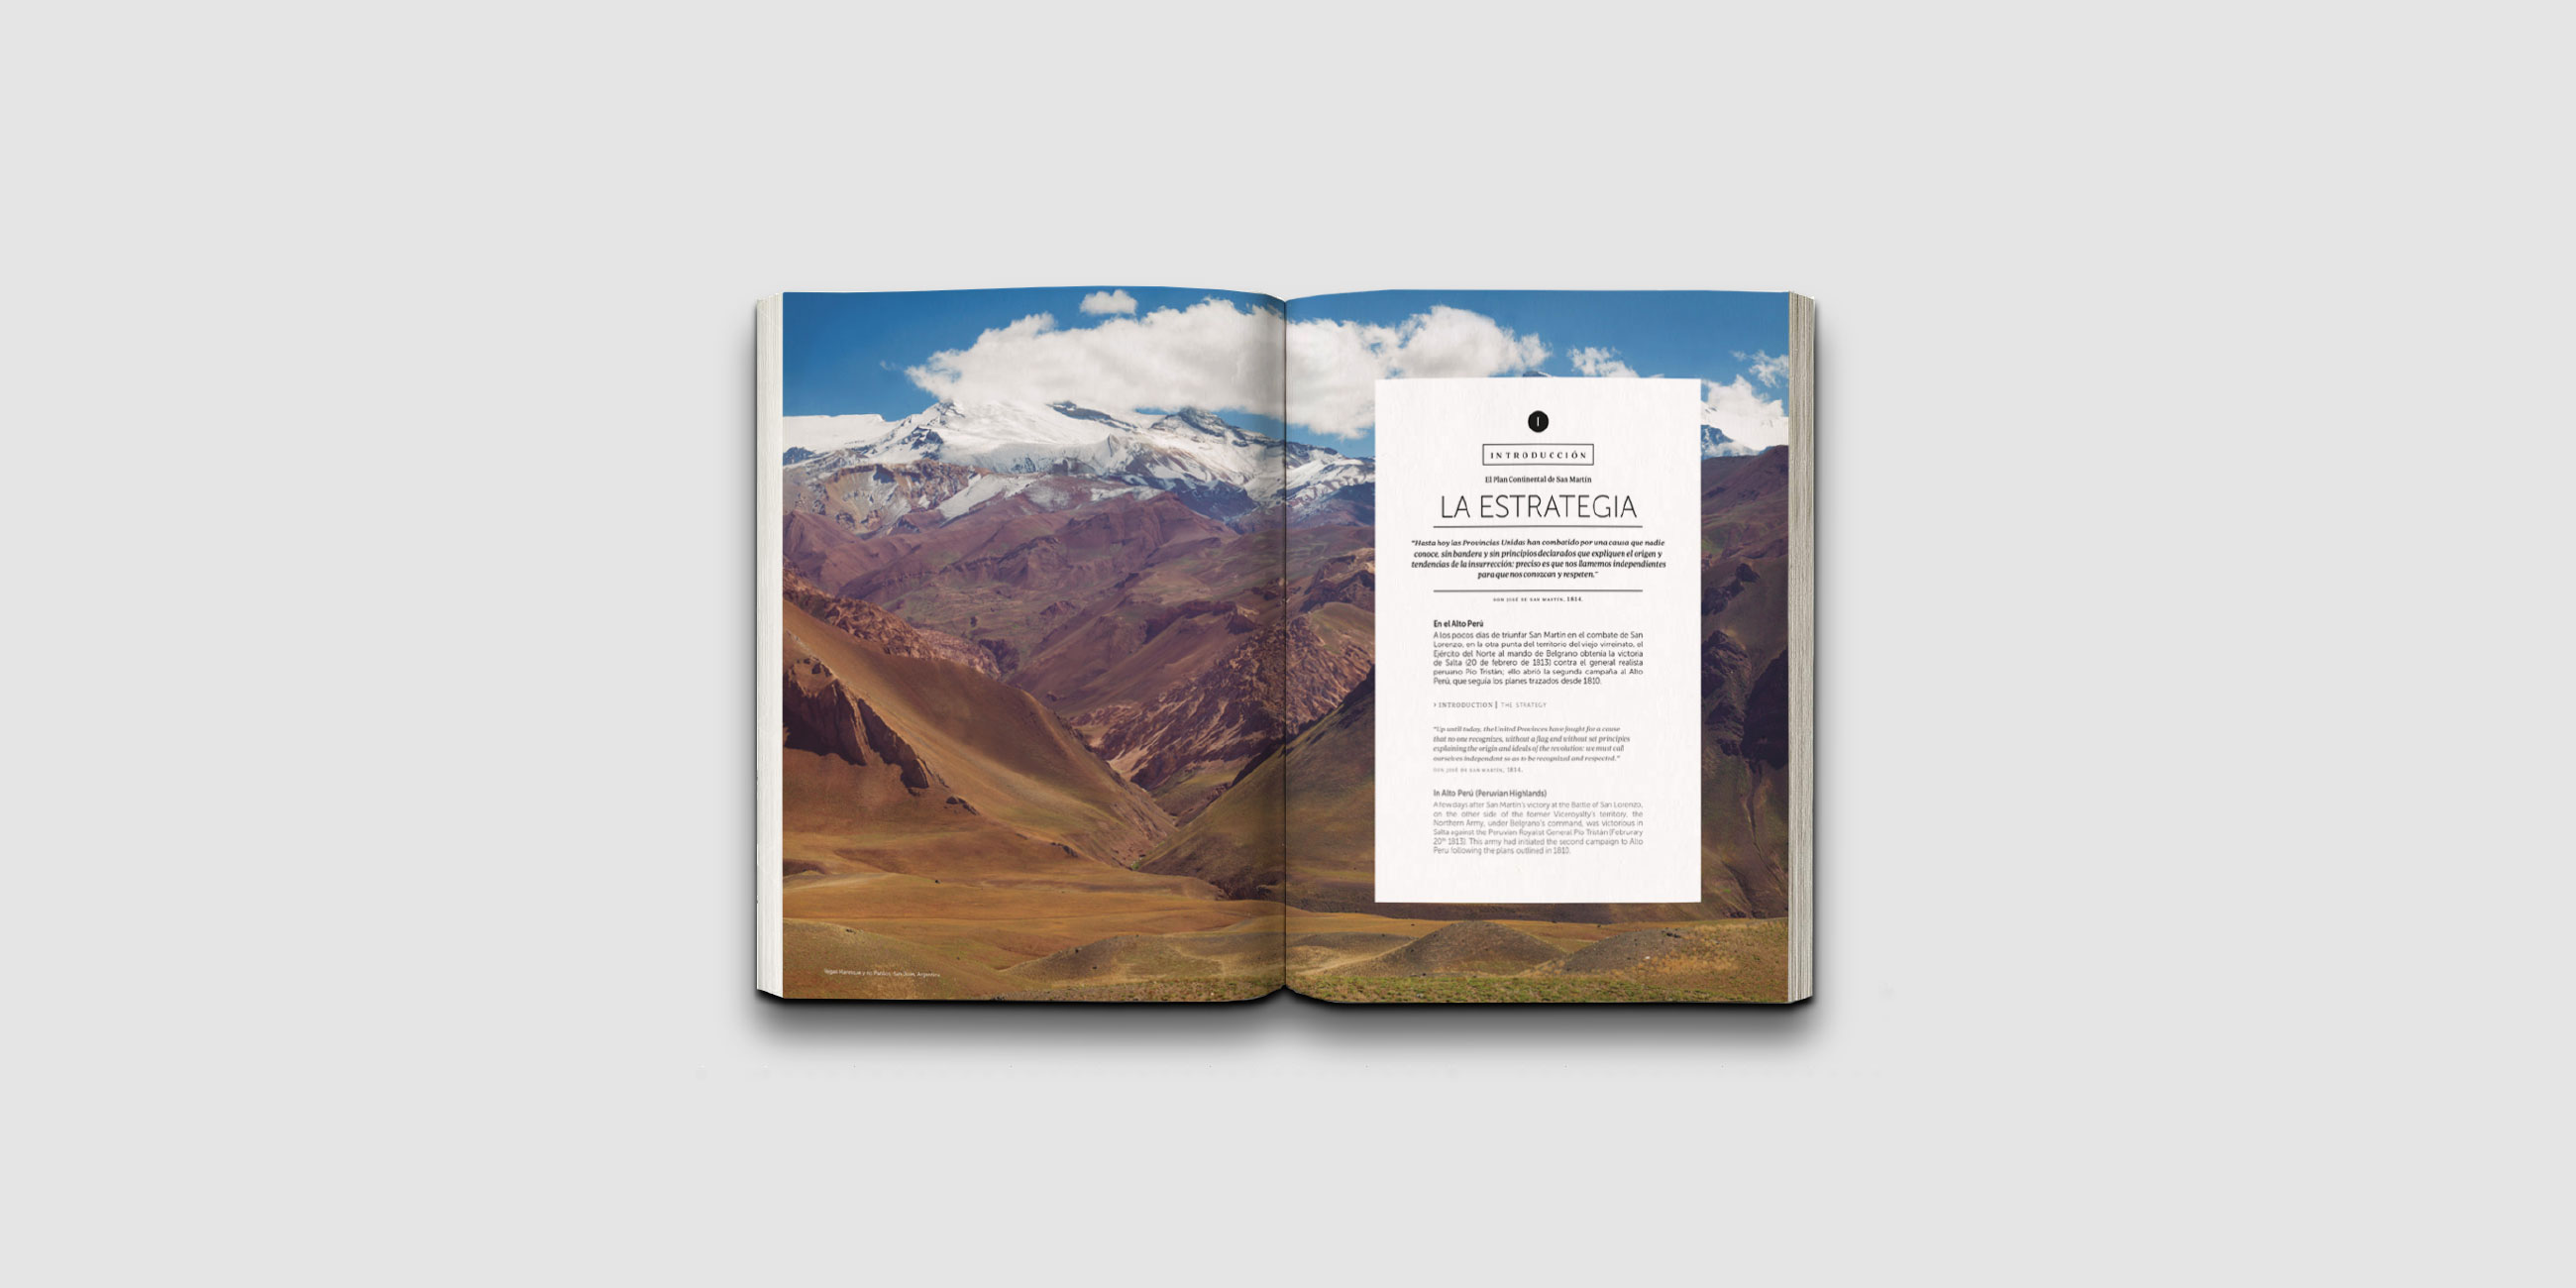 I
INTRODUCCIÓN
El Plan Continental de San Martín
LA ESTRATEGIA
"Hasta hoy las Provincias Unidas han combatido por una causa que nadie
conoce, sin bandera y sin principios declarados que expliquen el origen y
tendencias de la insurrección: preciso es que nos llamemos independientes
para que nos conozcan y respeten."
DON JOSÉ DE SAN MARTÍN, 1814.
En el Alto Perú
A los pocos días de triunfar San Martín en el combate de San
Lorenzo, en la otra punta del territorio del viejo virreinato, el
Ejército del Norte al mando de Belgrano obtenía la victoria
de Salta (20 de febrero de 1813) contra el general realista
peruano Pío Tristán; ello abrió la segunda campaña al Alto
Perú, que seguía los planes trazados desde 1810.
> INTRODUCTION | THE STRATEGY
"Up until today, the United Provinces have fought for a cause
that no one recognizes, without a flag and without set principles
explaining the origin and ideals of the revolution: we must call
ourselves independent so as to be recognized and respected."
DON JOSÉ DE SAN MARTÍN, 1814.
In Alto Perú (Peruvian Highlands)
A few days after San Martín's victory at the Battle of San Lorenzo,
on the other side of the former Viceroyalty's territory, the
Northern Army, under Belgrano's command, was victorious in
Salta against the Peruvian Royalist General Pío Tristán (Februrary
20th 1813). This army had initiated the second campaign to Alto
Perú following the plans outlined in 1810.
San Juan, Argentina